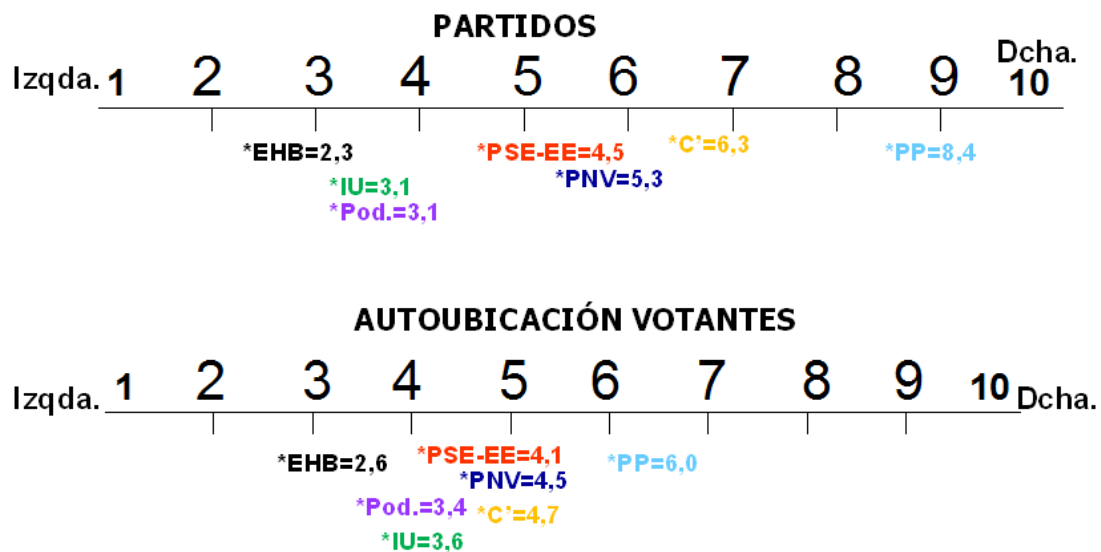 PARTIDOS
Izqda. 1 2 3 4 5 6 7 8 9 10 Dcha.
*EHB=2,3 *PSE-EE=4,5 *C'=6,3 *PP=8,4
*IU=3,1 *PNV=5,3
*Pod.=3,1
AUTOUBICACIÓN VOTANTES
Izqda. 1 2 3 4 5 6 7 8 9 10 Dcha.
*EHB=2,6 *PSE-EE=4,1 *PP=6,0
*PNV=4,5
*Pod.=3,4 *C'=4,7
*IU=3,6